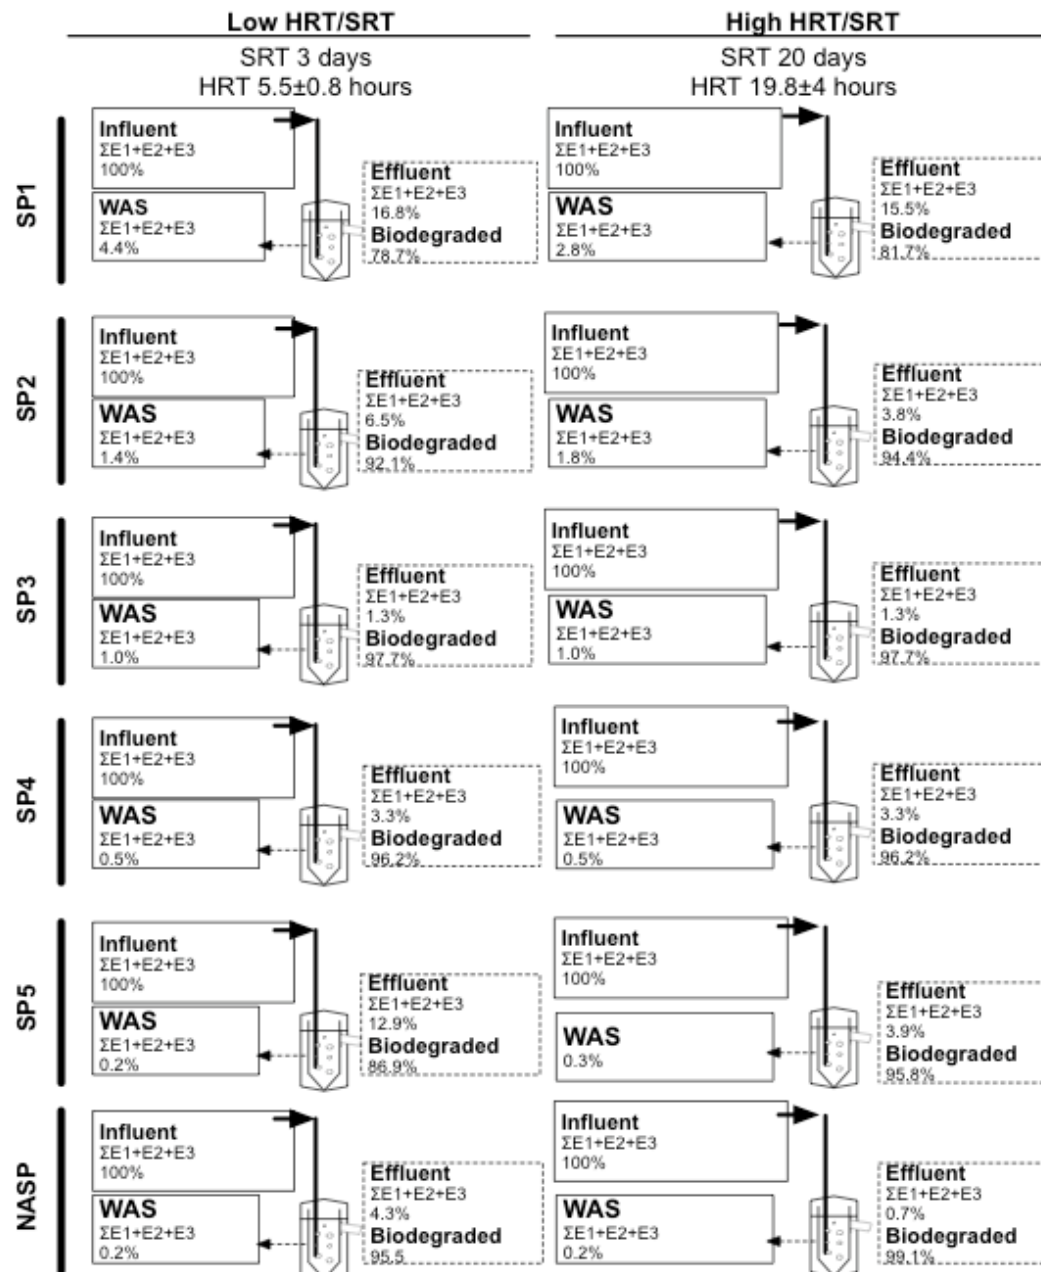 Low HRT/SRT
SRT 3 days
HRT 5.5±0.8 hours
High HRT/SRT
SRT 20 days
HRT 19.8±4 hours
SP1
Influent
ΣE1+E2+E3
100%
WAS
ΣE1+E2+E3
4.4%
Effluent
ΣE1+E2+E3
16.8%
Biodegraded
78.7%
Influent
ΣE1+E2+E3
100%
WAS
ΣE1+E2+E3
2.8%
Effluent
ΣE1+E2+E3
15.5%
Biodegraded
81.7%
SP2
Influent
ΣE1+E2+E3
100%
WAS
ΣE1+E2+E3
1.4%
Effluent
ΣE1+E2+E3
6.5%
Biodegraded
92.1%
Influent
ΣE1+E2+E3
100%
WAS
ΣE1+E2+E3
1.8%
Effluent
ΣE1+E2+E3
3.8%
Biodegraded
94.4%
SP3
Influent
ΣE1+E2+E3
100%
WAS
ΣE1+E2+E3
1.0%
Effluent
ΣE1+E2+E3
1.3%
Biodegraded
97.7%
Influent
ΣE1+E2+E3
100%
WAS
ΣE1+E2+E3
1.0%
Effluent
ΣE1+E2+E3
1.3%
Biodegraded
97.7%
SP4
Influent
ΣE1+E2+E3
100%
WAS
ΣE1+E2+E3
0.5%
Effluent
ΣE1+E2+E3
3.3%
Biodegraded
96.2%
Influent
ΣE1+E2+E3
100%
WAS
ΣE1+E2+E3
0.5%
Effluent
ΣE1+E2+E3
3.3%
Biodegraded
96.2%
SP5
Influent
ΣE1+E2+E3
100%
WAS
ΣE1+E2+E3
0.2%
Effluent
ΣE1+E2+E3
12.9%
Biodegraded
86.9%
Influent
ΣE1+E2+E3
100%
WAS
0.3%
Effluent
ΣE1+E2+E3
3.9%
Biodegraded
95.8%
NASP
Influent
ΣE1+E2+E3
100%
WAS
ΣE1+E2+E3
0.2%
Effluent
ΣE1+E2+E3
4.3%
Biodegraded
95.5
Influent
ΣE1+E2+E3
100%
WAS
ΣE1+E2+E3
0.2%
Effluent
ΣE1+E2+E3
0.7%
Biodegraded
99.1%